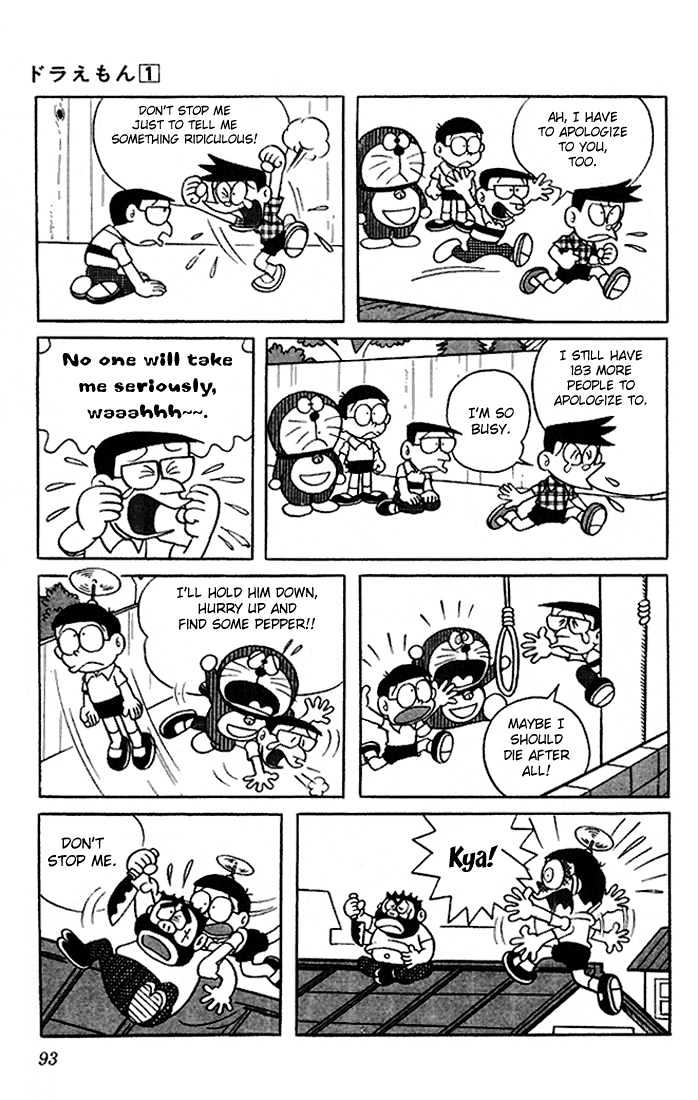 ドラえもん1
DON'T STOP ME
JUST TO TELL ME
SOMETHING RIDICULOUS!
AH, I HAVE
TO APOLOGIZE
TO YOU,
TOO.
No one will take
me seriously,
waaahhh~~.
I STILL HAVE
183 MORE
PEOPLE TO
APOLOGIZE TO.
I'M SO
BUSY.
I'LL HOLD HIM DOWN,
HURRY UP AND
FIND SOME PEPPER!!
MAYBE I
SHOULD
DIE AFTER
ALL!
DON'T
STOP ME.
Kya!
93